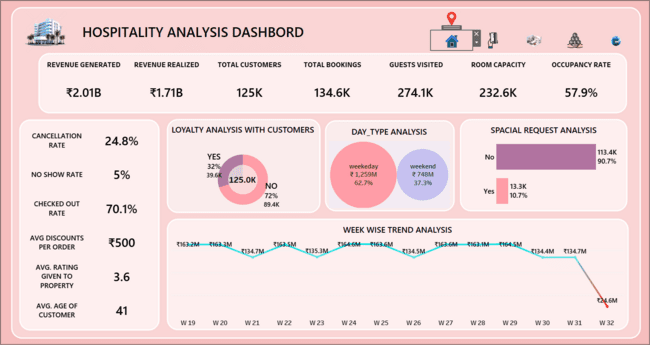 HOSPITALITY ANALYSIS DASHBORD
REVENUE GENERATED
REVENUE REALIZED
TOTAL CUSTOMERS
TOTAL BOOKINGS
GUESTS VISITED
ROOM CAPACITY
OCCUPANCY RATE
₹2.01B
₹1.71B
125K
134.6K
274.1K
232.6K
57.9%
CANCELLATION
RATE
24.8%
NO SHOW RATE
5%
CHECKED OUT
RATE
70.1%
AVG DISCOUNTS
PER ORDER
₹500
AVG. RATING
GIVEN TO
PROPERTY
3.6
AVG. AGE OF
CUSTOMER
41
LOYALTY ANALYSIS WITH CUSTOMERS
YES
32%
39.6K
125.0K
NO
72%
89.4K
DAY_TYPE ANALYSIS
weekeday
₹ 1,259M
62.7%
weekend
₹ 748M
37.3%
SPACIAL REQUEST ANALYSIS
No
113.4K
90.7%
Yes
13.3K
10.7%
WEEK WISE TREND ANALYSIS
₹163.2M
₹163.3M
₹134.7M
₹163.5M
₹135.3M
₹164.6M
₹163.6M
₹134.5M
₹163.6M
₹163.1M
₹164.5M
₹134.4M
₹134.7M
₹24.6M
W 19
W 20
W 21
W 22
W 23
W 24
W 25
W 26
W 27
W 28
W 29
W 30
W 31
W 32